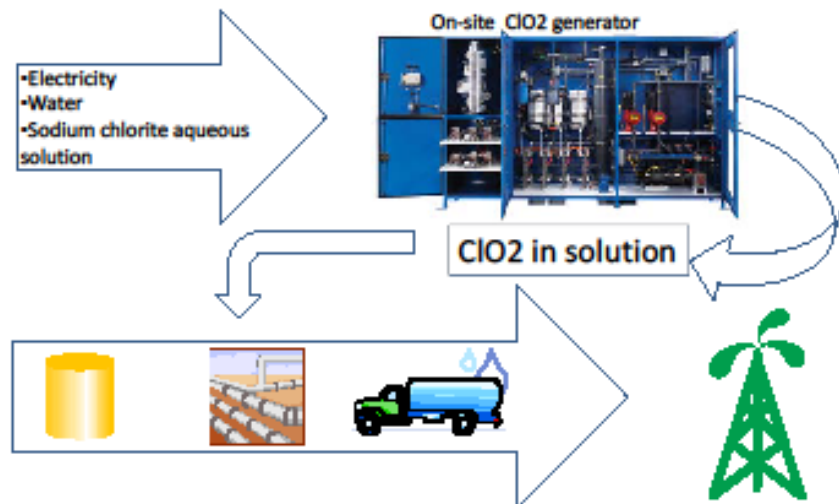 On-site ClO2 generator
•Electricity
•Water
•Sodium chlorite aqueous
solution
ClO2 in solution